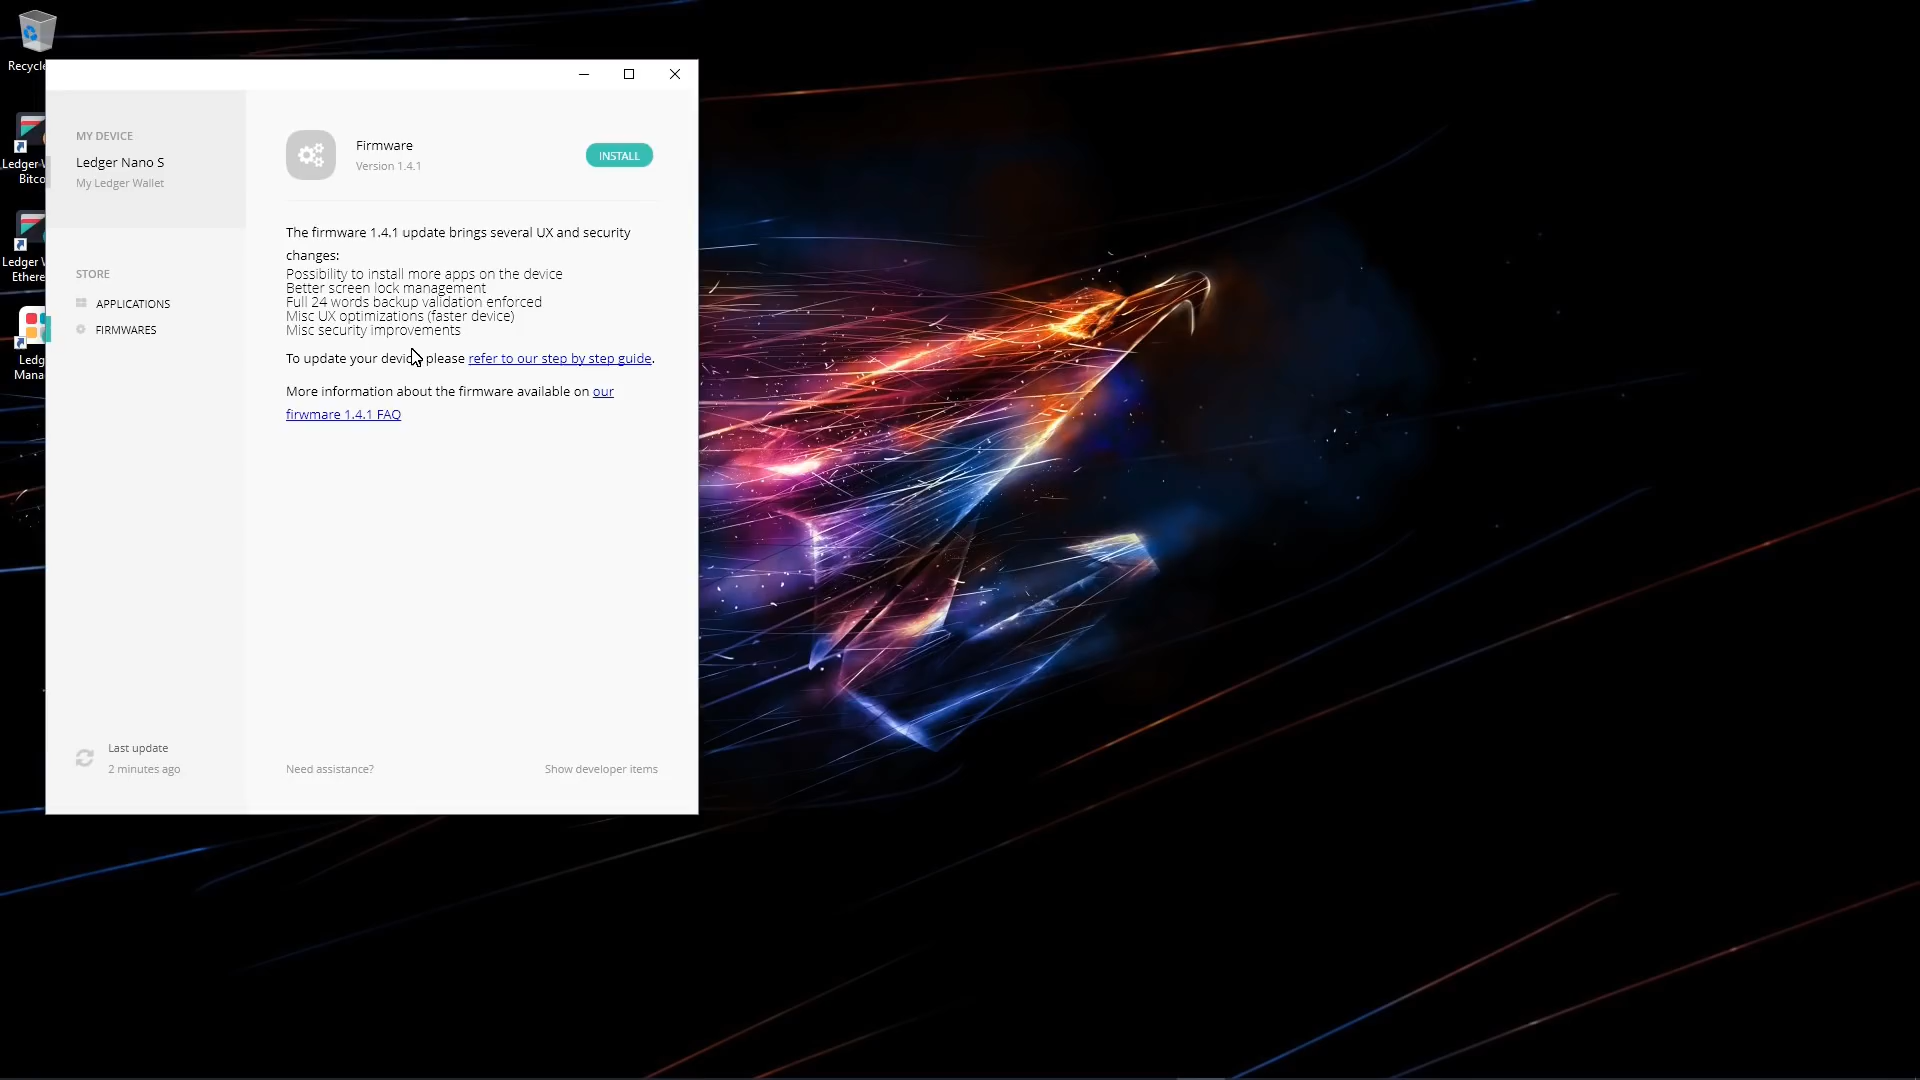 Recycle
Ledger W
Bitco
Ledger W
Ethere
Ledg
Mana
MY DEVICE
Ledger Nano S
My Ledger Wallet
STORE
APPLICATIONS
FIRMWARES
Last update
2 minutes ago
Firmware
Version 1.4.1
INSTALL
The firmware 1.4.1 update brings several UX and security
changes:
Possibility to install more apps on the device
Better screen lock management
Full 24 words backup validation enforced
Misc UX optimizations (faster device)
Misc security improvements
To update your device please refer to our step by step guide.
More information about the firmware available on our
firwmare 1.4.1 FAQ
Need assistance?
Show developer items